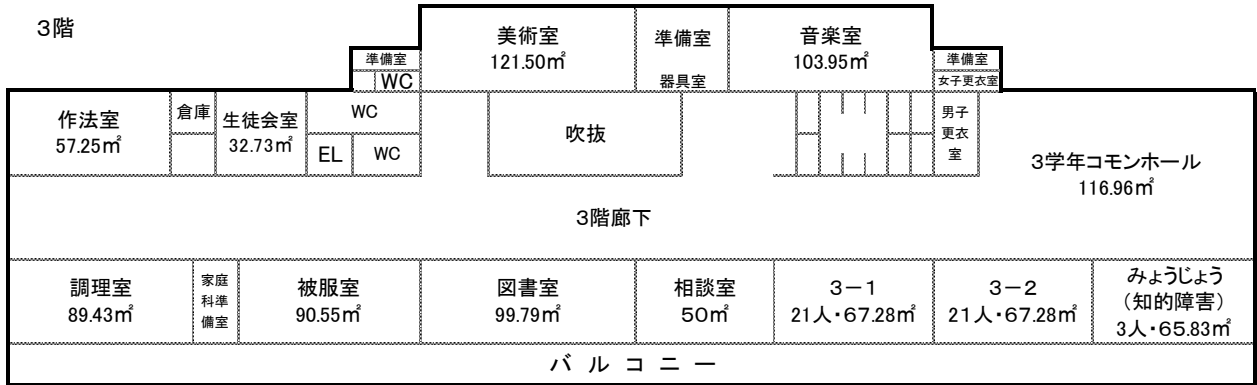 3階
美術室
121.50㎡
準備室
器具室
音楽室
103.95㎡
準備室
WC
準備室
女子更衣室
作法室
57.25㎡
倉庫
生徒会室
32.73㎡
WC
EL
WC
吹抜
男子
更衣
室
3学年コモンホール
116.96㎡
3階廊下
調理室
89.43㎡
家庭
科準
備室
被服室
90.55㎡
図書室
99.79㎡
相談室
50㎡
3－1
21人・67.28㎡
3－2
21人・67.28㎡
みょうじょう
（知的障害）
3人・65.83㎡
バルコニー